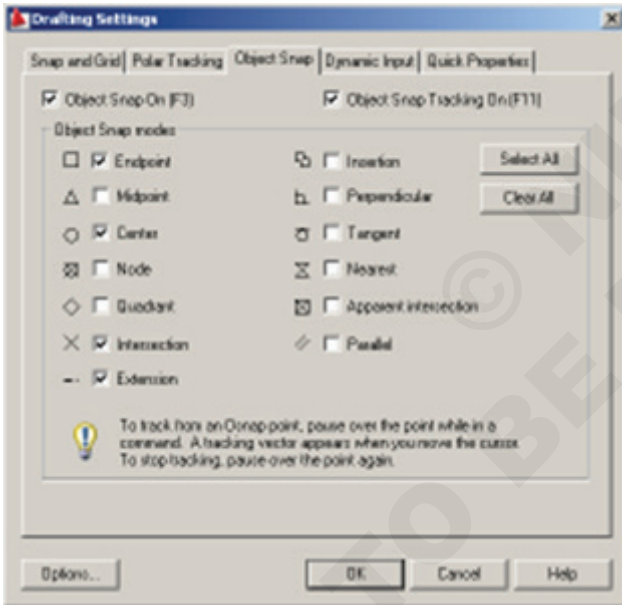 Drafting Settings
Snap and Grid Polar Tracking Object Snap Dynamic Input Quick Properties
Object Snap On (F3) Object Snap Tracking On (F11)
Object Snap modes
Endpoint Insertion Select All
Midpoint Perpendicular Clear All
Center Tangent
Node Nearest
Quadrant Apparent intersection
Intersection Parallel
Extension
To track from an Osnap point, pause over the point while in a
command. A tracking vector appears when you move the cursor.
To stop tracking, pause over the point again.
Options... OK Cancel Help
© 
TO BE